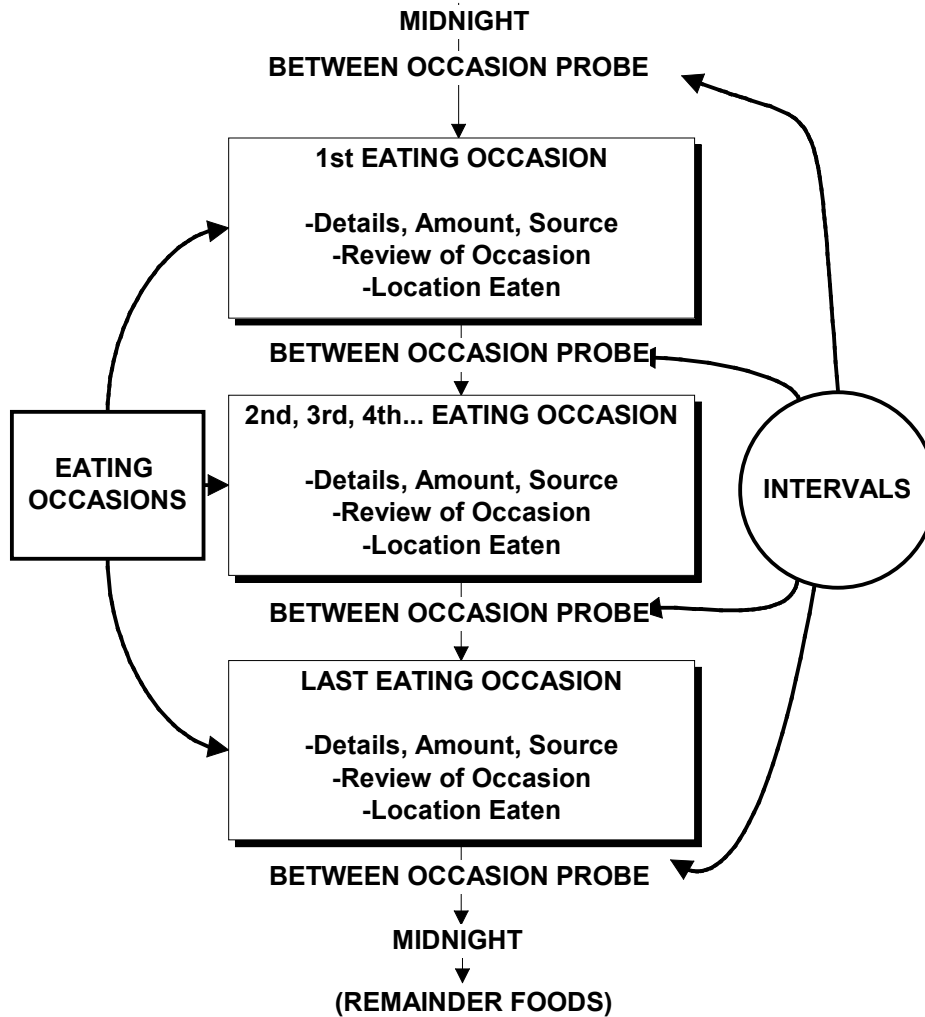 MIDNIGHT
BETWEEN OCCASION PROBE
1st EATING OCCASION
-Details, Amount, Source
-Review of Occasion
-Location Eaten
BETWEEN OCCASION PROBE
2nd, 3rd, 4th... EATING OCCASION
-Details, Amount, Source
-Review of Occasion
-Location Eaten
EATING
OCCASIONS
INTERVALS
BETWEEN OCCASION PROBE
LAST EATING OCCASION
-Details, Amount, Source
-Review of Occasion
-Location Eaten
BETWEEN OCCASION PROBE
MIDNIGHT
(REMAINDER FOODS)